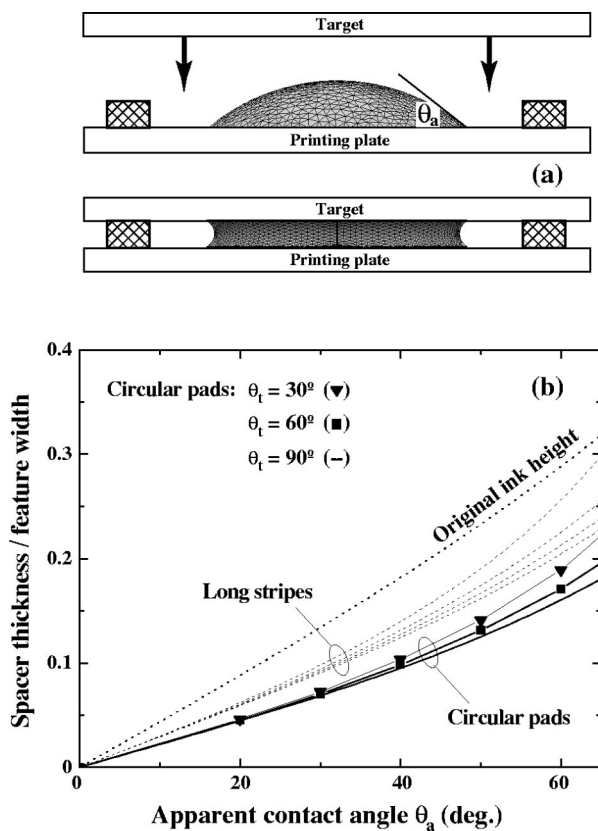 Target
θa
Printing plate
(a)
Target
Printing plate
0.4
(b)
Circular pads: θt = 30º (▼)
θt = 60º (■)
θt = 90º (–)
0.3
Original ink height
0.2
Long stripes
0.1
Circular pads
0
0 20 40 60
Spacer thickness / feature width
Apparent contact angle θa (deg.)